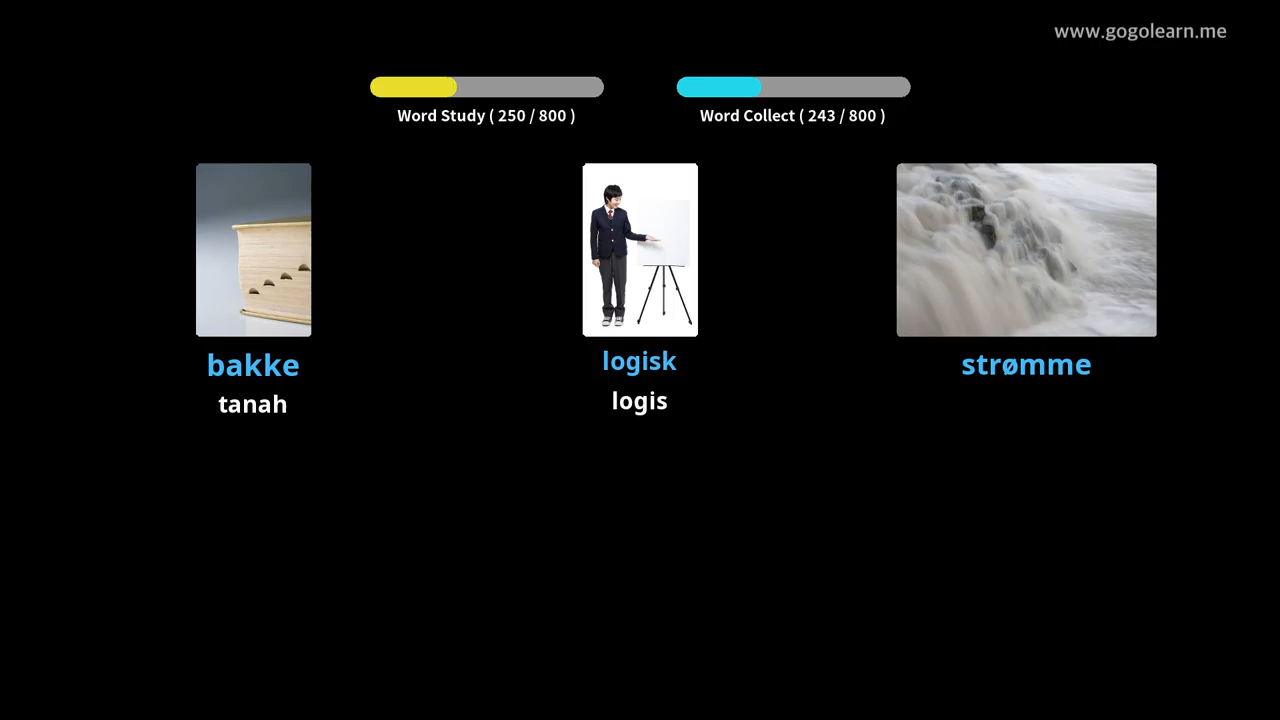 www.gogolearn.me
Word Study ( 250 / 800 )
Word Collect ( 243 / 800 )
bakke
tanah
logisk
logis
strømme